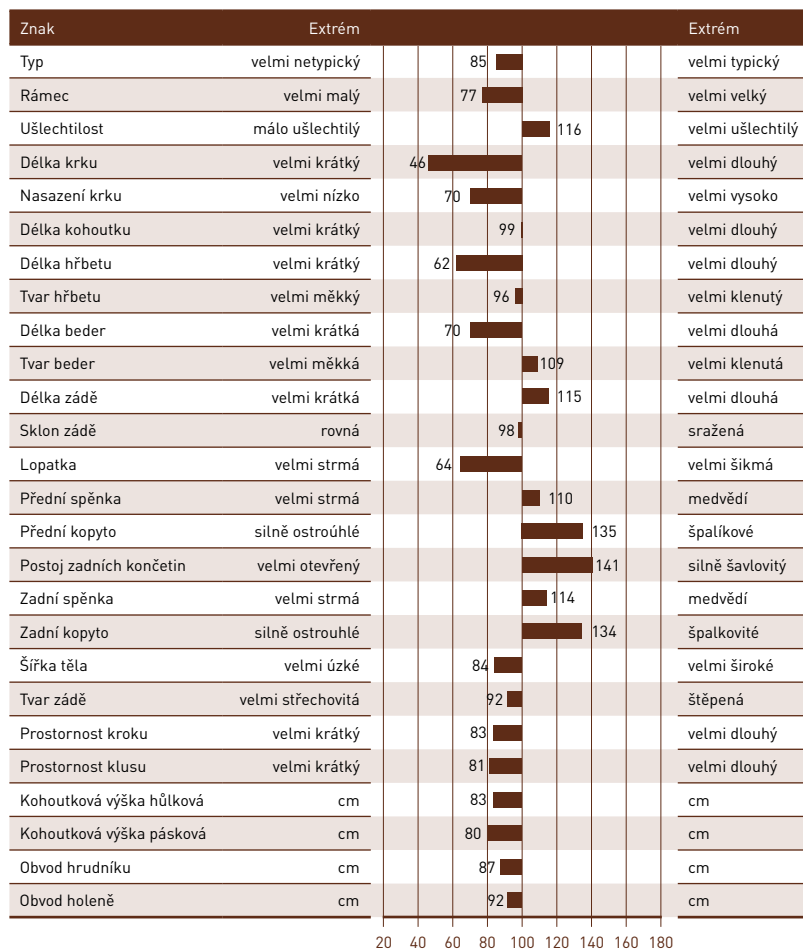 Znak Extrém Extrém
Typ velmi netypický 85 velmi typický
Rámec velmi malý 77 velmi velký
Ušlechtilost málo ušlechtilý 116 velmi ušlechtilý
Délka krku velmi krátký 46 velmi dlouhý
Nasazení krku velmi nízko 70 velmi vysoko
Délka kohoutku velmi krátký 99 velmi dlouhý
Délka hřbetu velmi krátký 62 velmi dlouhý
Tvar hřbetu velmi měkký 96 velmi klenutý
Délka beder velmi krátká 70 velmi dlouhá
Tvar beder velmi měkká 109 velmi klenutá
Délka zádě velmi krátká 115 velmi dlouhá
Sklon zádě rovná 98 sražená
Lopatka velmi strmá 64 velmi šikmá
Přední spěnka velmi strmá 110 medvědí
Přední kopyto silně ostroúhlé 135 špalíkové
Postoj zadních končetin velmi otevřený 141 silně šavlovitý
Zadní spěnka velmi strmá 114 medvědí
Zadní kopyto silně ostrouhlé 134 špalkovité
Šířka těla velmi úzké 84 velmi široké
Tvar zádě velmi střechovitá 92 štěpená
Prostornost kroku velmi krátký 83 velmi dlouhý
Prostornost klusu velmi krátký 81 velmi dlouhý
Kohoutková výška hůlková cm 83 cm
Kohoutková výška pásková cm 80 cm
Obvod hrudníku cm 87 cm
Obvod holeně cm 92 cm
20 40 60 80 100 120 140 160 180